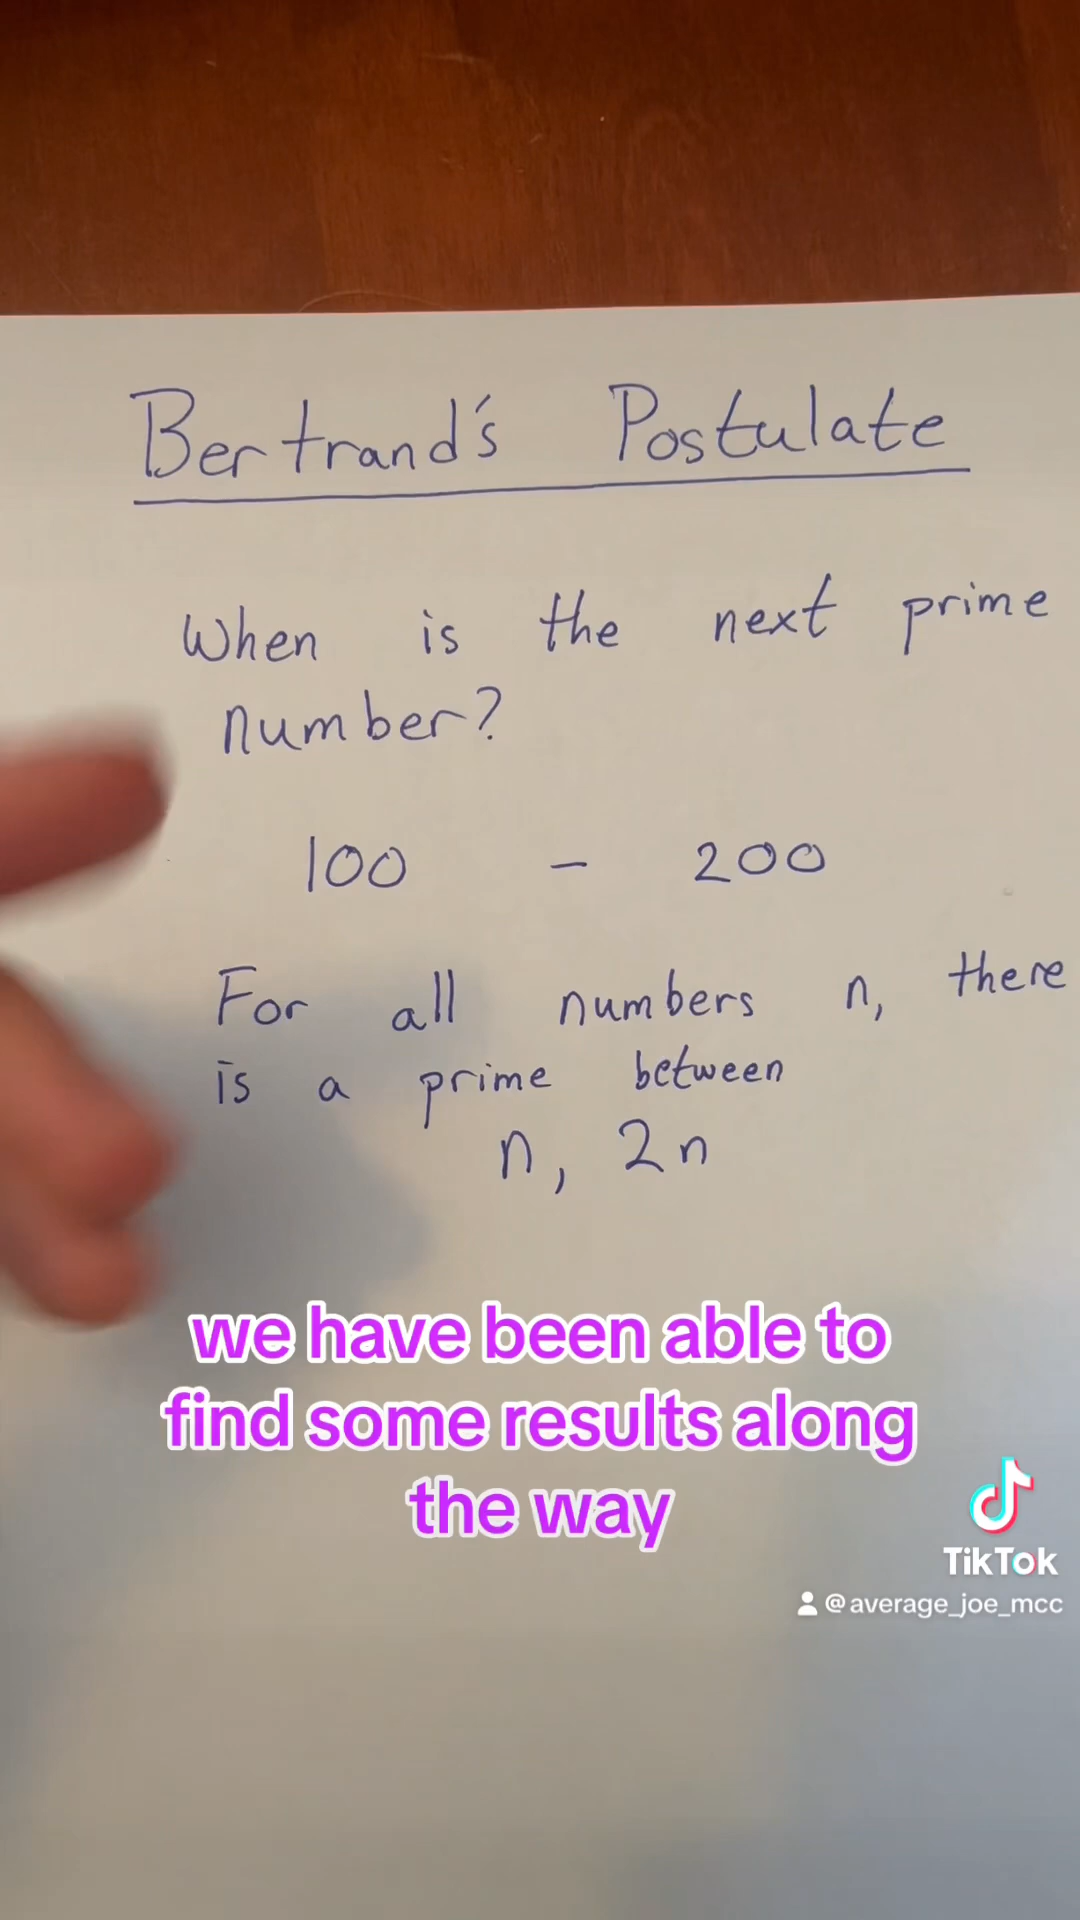 Bertrand's Postulate
When is the next prime
number?
100 - 200
For all numbers n, there
is a prime between
n, 2n
we have been able to
find some results along
the way
TikTok
@average_joe_mcc